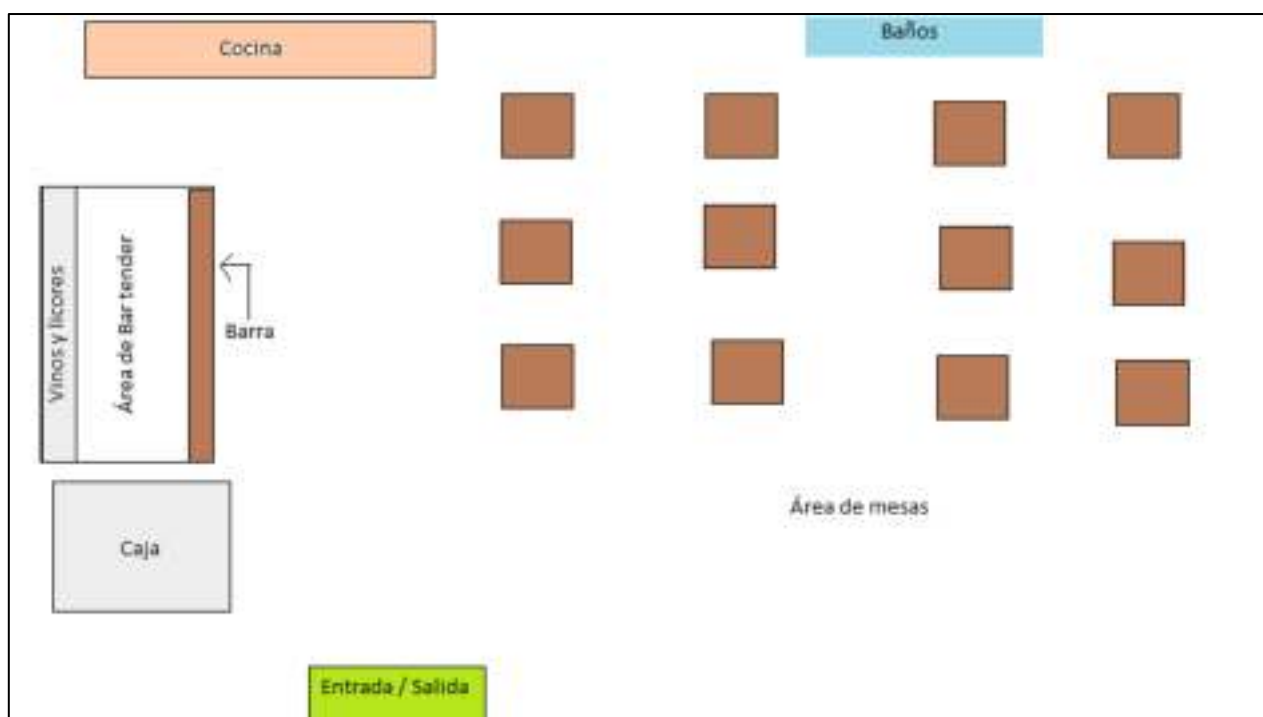 Cocina
Baños
Vinos y licores
Área de Bar tender
Barra
Área de mesas
Caja
Entrada / Salida